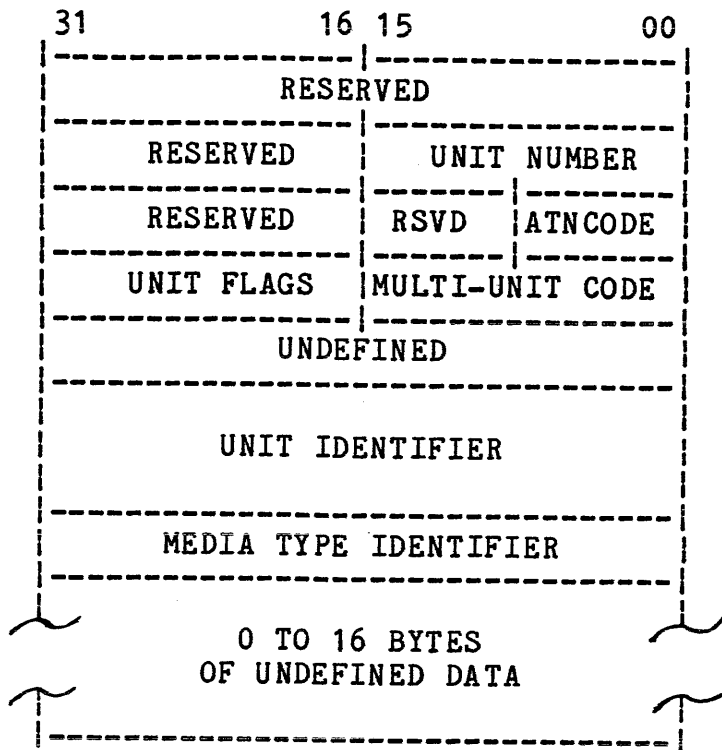 31 16 15 00
RESERVED
RESERVED UNIT NUMBER
RESERVED RSVD ATNCODE
UNIT FLAGS MULTI-UNIT CODE
UNDEFINED
UNIT IDENTIFIER
MEDIA TYPE IDENTIFIER
0 TO 16 BYTES
OF UNDEFINED DATA